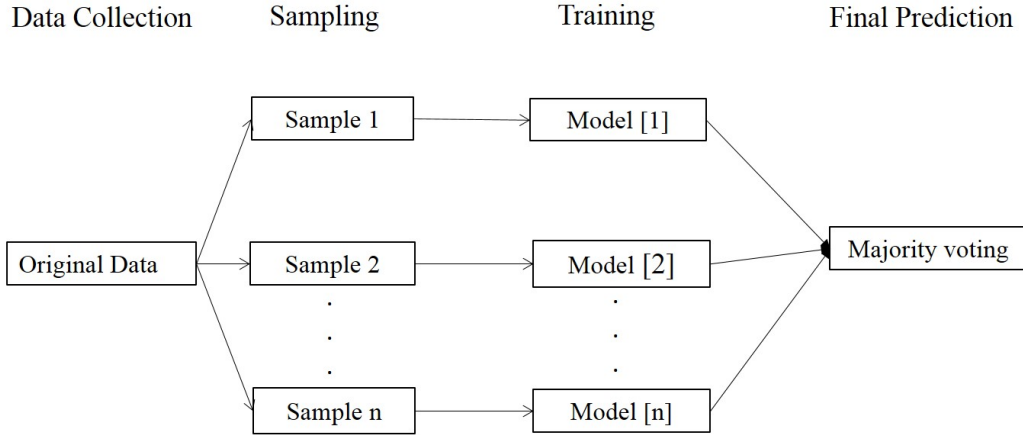 Data Collection
Sampling
Training
Final Prediction
Sample 1
Model [1]
Original Data
Sample 2
Model [2]
Majority voting
.
.
.
.
.
.
Sample n
Model [n]